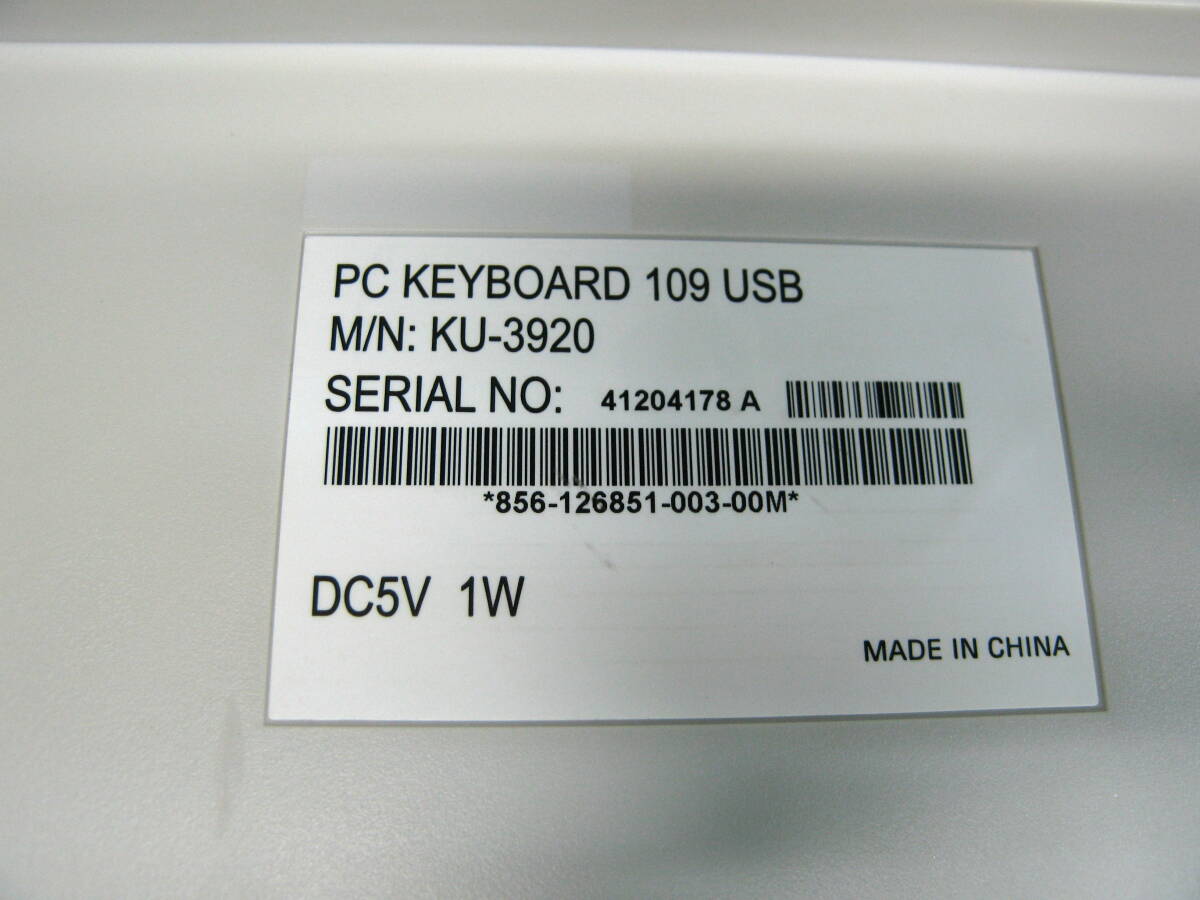 PC KEYBOARD 109 USB
M/N: KU-3920
SERIAL NO: 41204178 A
*856-126851-003-00M*
DC5V 1W
MADE IN CHINA